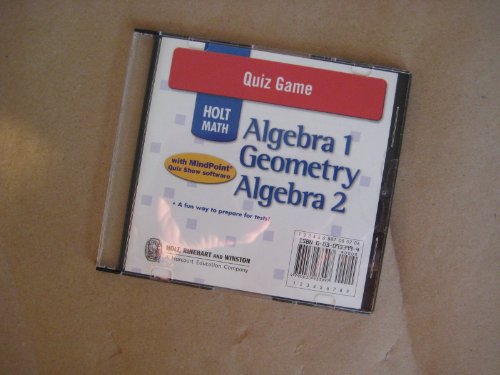 Quiz Game
HOLT
MATH
Algebra 1
Geometry
Algebra 2
with MindPoint®
Quiz Show software
• A fun way to prepare for tests!
HOLT, RINEHART AND WINSTON
A Harcourt Education Company